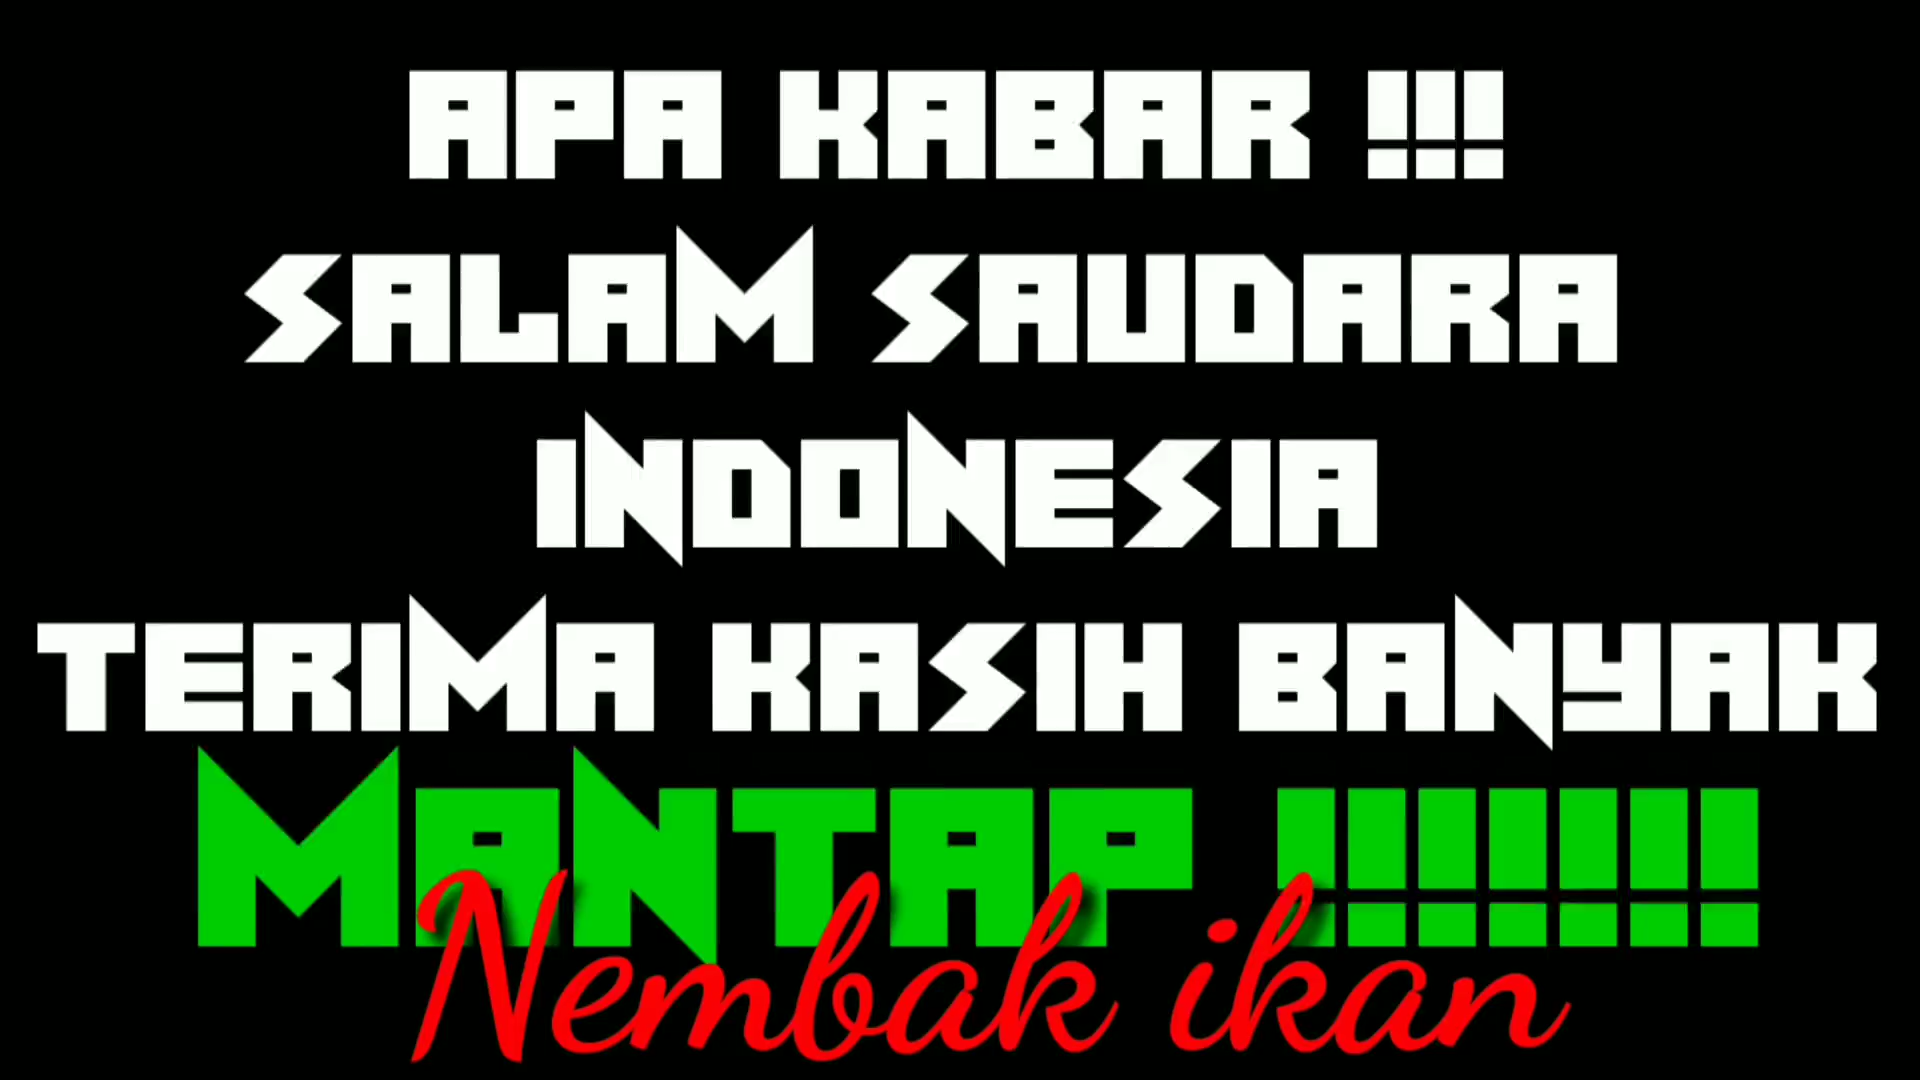 APA KABAR !!!
SALAM SAUDARA
INDONESIA
TERIMA KASIH BANYAK
MANTAP !!!!!!!
Nembak ikan